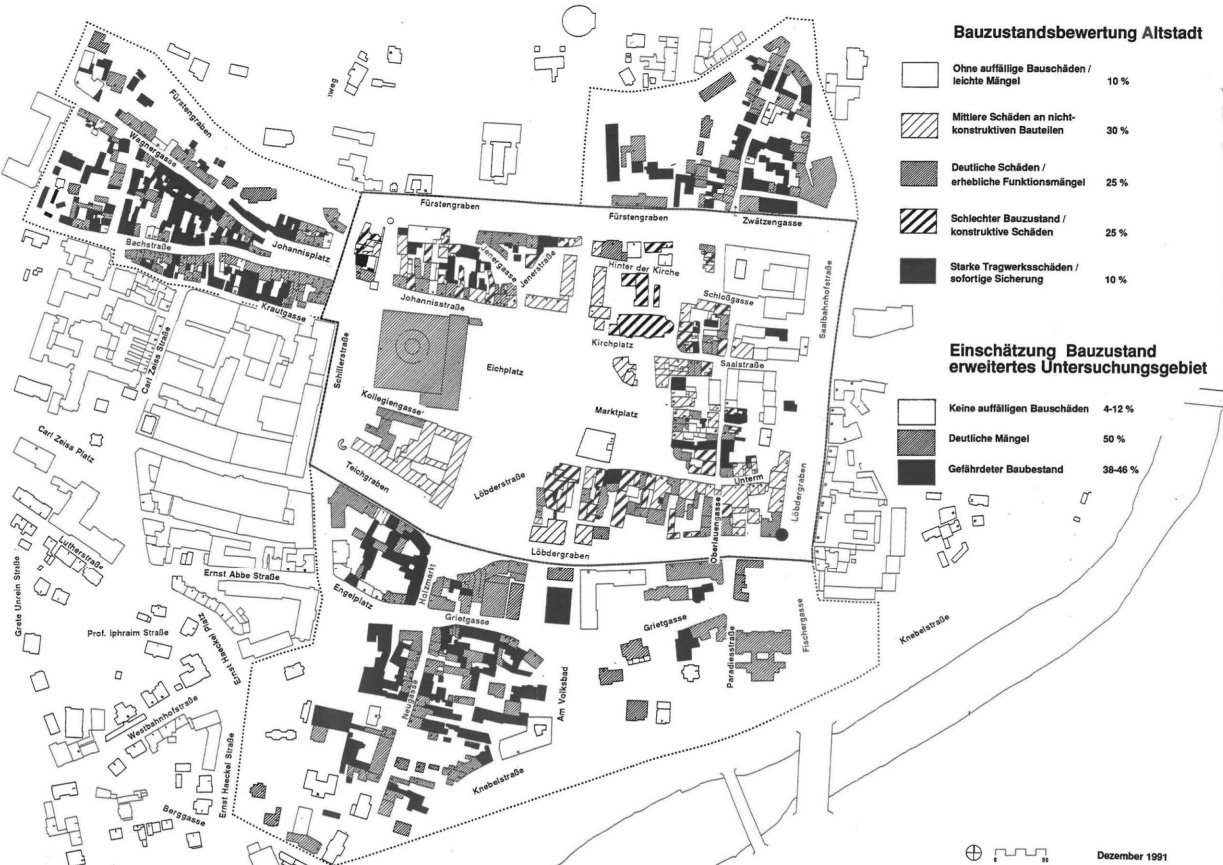 Bauzustandsbewertung Altstadt
Ohne auffällige Bauschäden /
leichte Mängel 10 %
Mittlere Schäden an nicht-
konstruktiven Bauteilen 30 %
Deutliche Schäden /
erhebliche Funktionsmängel 25 %
Schlechter Bauzustand /
konstruktive Schäden 25 %
Starke Tragwerksschäden /
sofortige Sicherung 10 %
Einschätzung Bauzustand
erweitertes Untersuchungsgebiet
Keine auffälligen Bauschäden 4-12 %
Deutliche Mängel 50 %
Gefährdeter Baubestand 38-46 %
Fürstengraben
Wagnergasse
Bachstraße
Johannisplatz
Krautgasse
Fürstengraben
Fürstengraben
Zwätzengasse
Jenergasse
Jenerstraße
Hinter der Kirche
Johannisstraße
Schloßgasse
Saalbahnhofstraße
Kirchplatz
Saalstraße
Schillerstraße
Carl Zeiss Straße
Eichplatz
Kollegiengasse
Marktplatz
Carl Zeiss Platz
Teichgraben
Löbderstraße
Unterm
Löbdergraben
Oberlauengasse
Löbdergraben
Lutherstraße
Ernst Abbe Straße
Engelplatz
Holzmarkt
Grietgasse
Grietgasse
Grete Unrein Straße
Prof. Iphraim Straße
Ernst Haeckel Platz
Paradiesstraße
Fischergasse
Knebelstraße
Neugasse
Am Volksbad
Westbahnhofstraße
Ernst Haeckel Straße
Knebelstraße
Berggasse
0 50
Dezember 1991